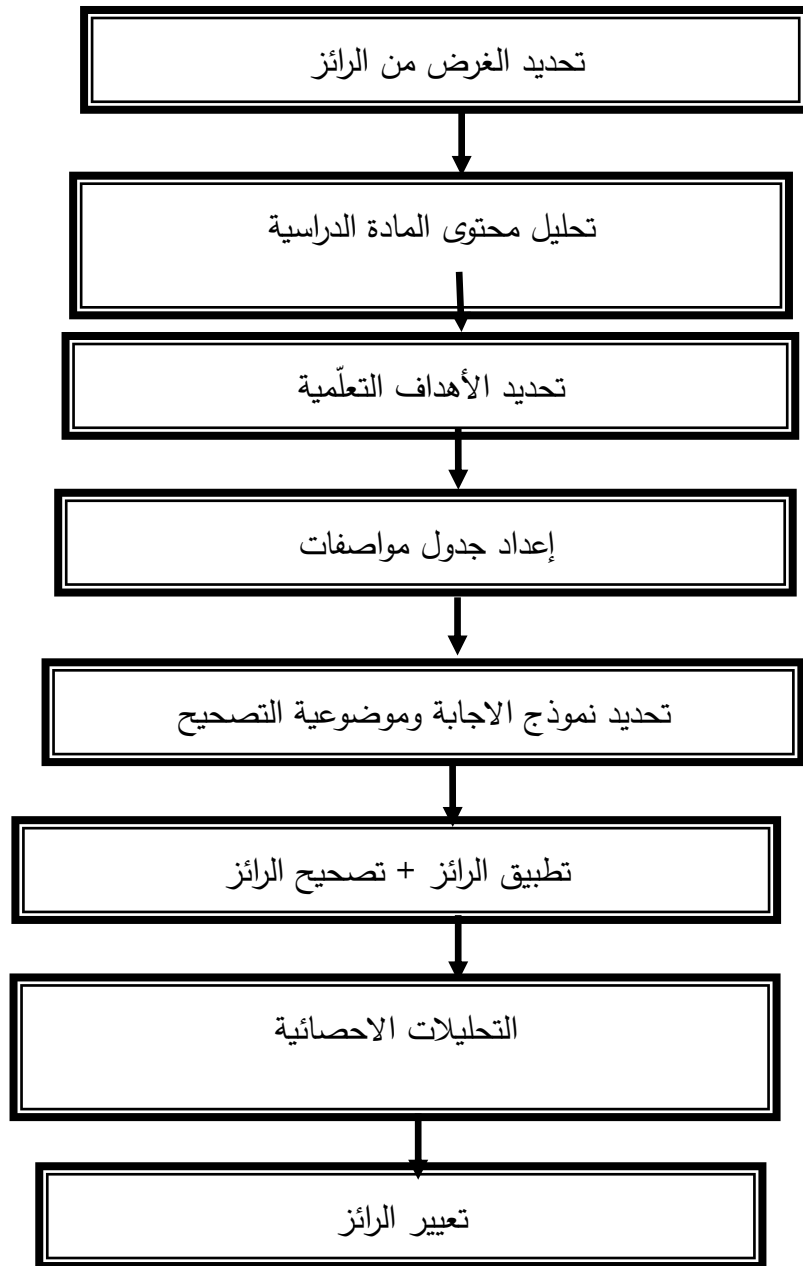 تحديد الغرض من الرائز
تحليل محتوى المادة الدراسية
تحديد الأهداف التعلّمية
إعداد جدول مواصفات
تحديد نموذج الاجابة وموضوعية التصحيح
تطبيق الرائز + تصحيح الرائز
التحليلات الاحصائية
تعيير الرائز